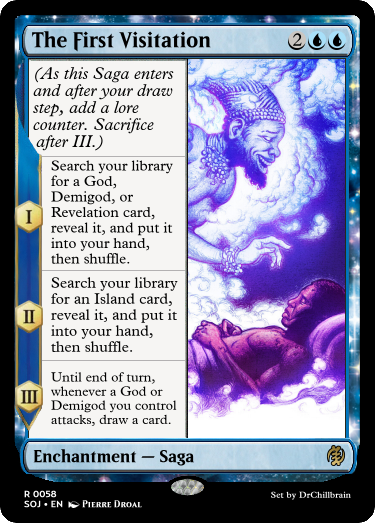 The First Visitation 2
(As this Saga enters
and after your draw
step, add a lore
counter. Sacrifice
after III.)
I
Search your library
for a God,
Demigod, or
Revelation card,
reveal it, and put it
into your hand,
then shuffle.
II
Search your library
for an Island card,
reveal it, and put it
into your hand,
then shuffle.
III
Until end of turn,
whenever a God or
Demigod you control
attacks, draw a card.
Enchantment — Saga
R 0058
SOJ • EN Pierre Droal
Set by DrChillbrain